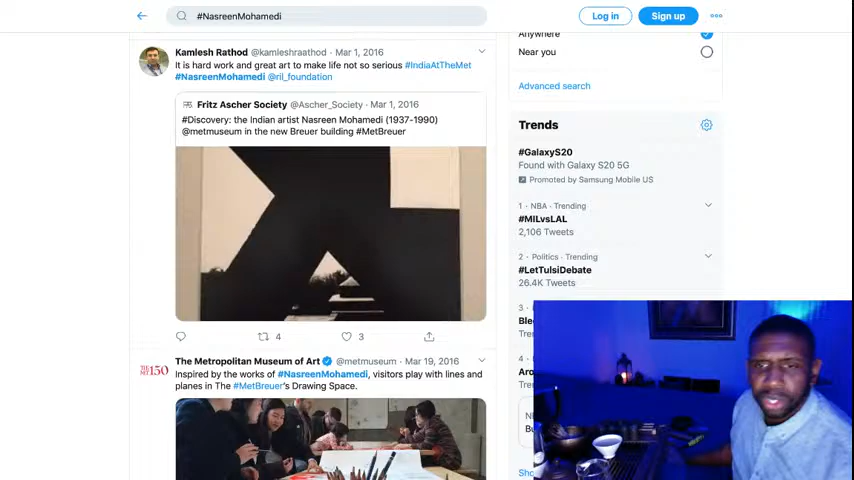 #NasreenMohamedi
Log in
Sign up
Kamlesh Rathod @kamleshraathod · Mar 1, 2016
It is hard work and great art to make life not so serious #IndiaAtTheMet
#NasreenMohamedi @ril_foundation
Fritz Ascher Society @Ascher_Society · Mar 1, 2016
#Discovery: the Indian artist Nasreen Mohamedi (1937-1990)
@metmuseum in the new Breuer building #MetBreuer
4
3
The Metropolitan Museum of Art @metmuseum · Mar 19, 2016
Inspired by the works of #NasreenMohamedi, visitors play with lines and
planes in The #MetBreuer's Drawing Space.
150
Anywhere
Near you
Advanced search
Trends
#GalaxyS20
Found with Galaxy S20 5G
Promoted by Samsung Mobile US
1 · NBA · Trending
#MILvsLAL
2,106 Tweets
2 · Politics · Trending
#LetTulsiDebate
26.4K Tweets
3 ·
4 ·